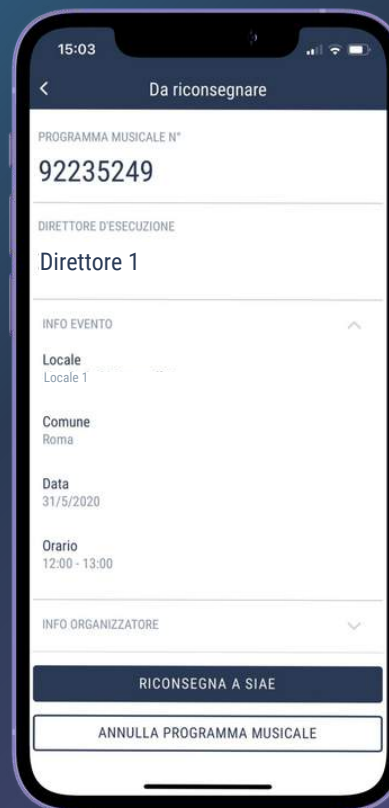 15:03
Da riconsegnare
PROGRAMMA MUSICALE N°
92235249
DIRETTORE D'ESECUZIONE
Direttore 1
INFO EVENTO
Locale
Locale 1
Comune
Roma
Data
31/5/2020
Orario
12:00 - 13:00
INFO ORGANIZZATORE
RICONSEGNA A SIAE
ANNULLA PROGRAMMA MUSICALE